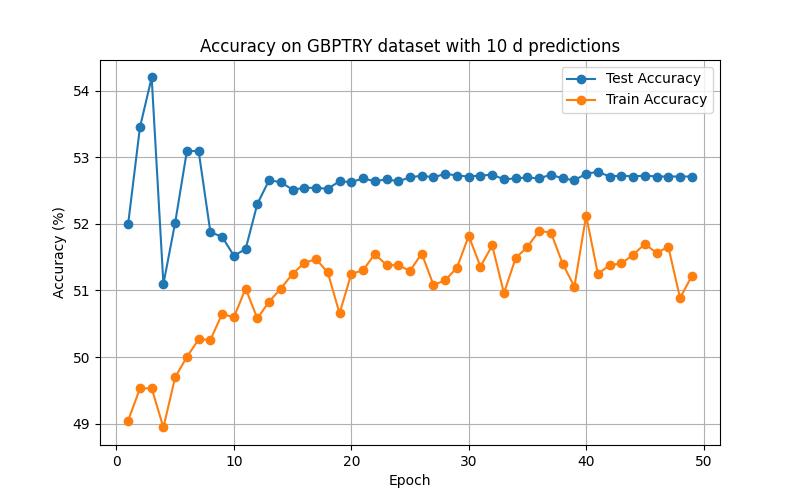 Accuracy on GBPTRY dataset with 10 d predictions
Test Accuracy
Train Accuracy
Accuracy (%)
54
53
52
51
50
49
0 10 20 30 40 50
Epoch